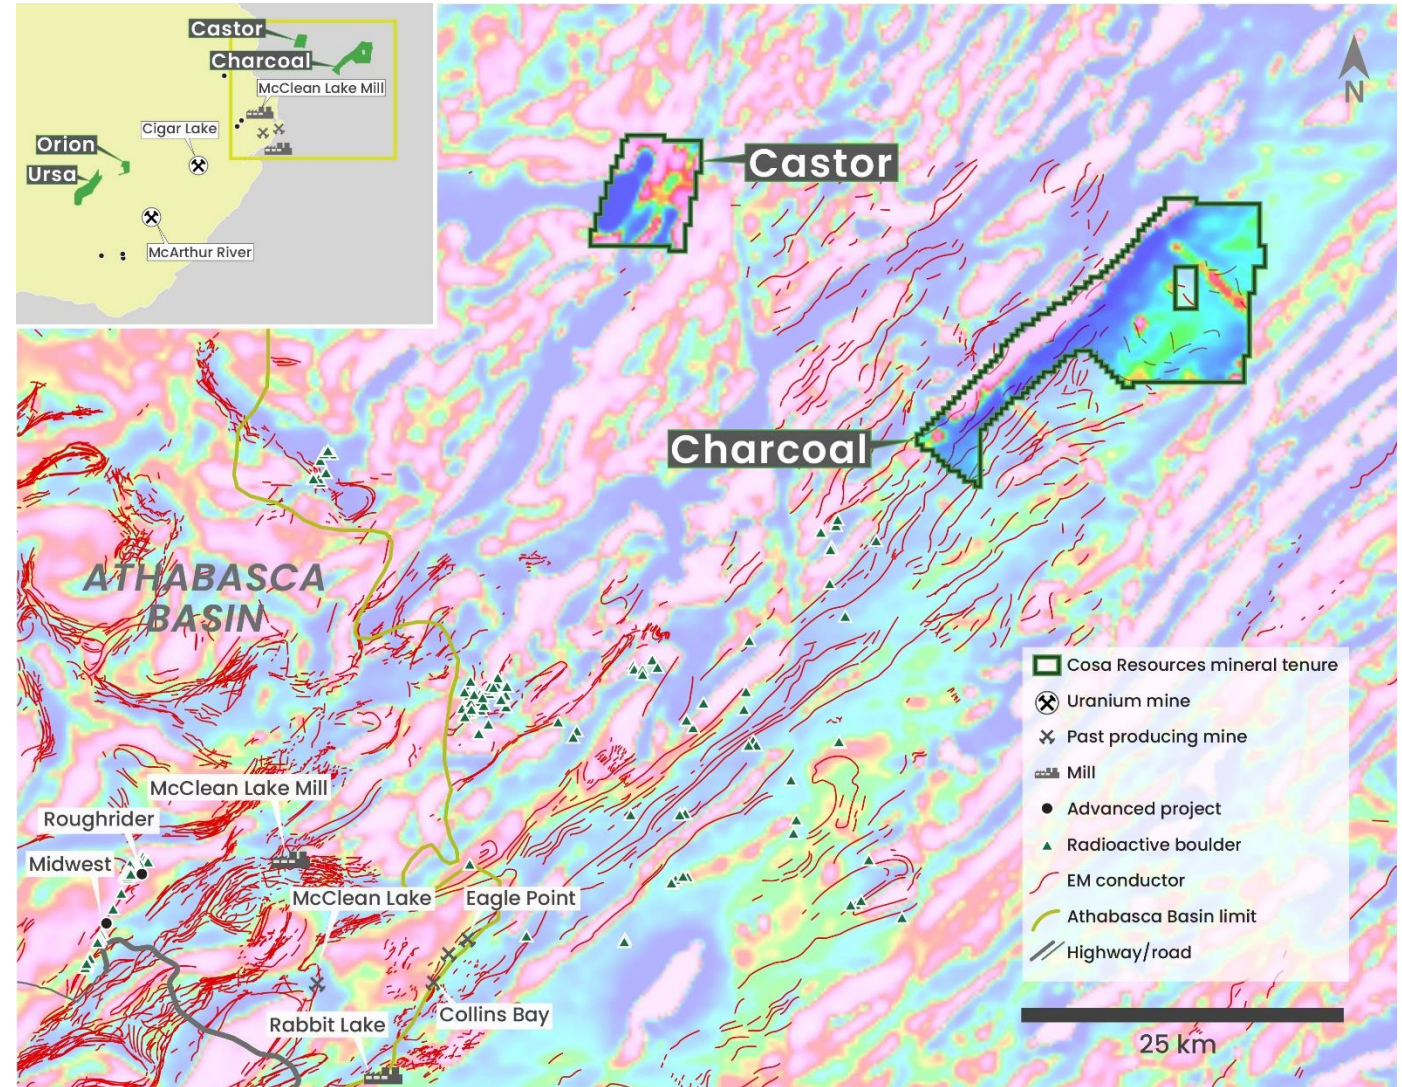 Castor
Charcoal
McClean Lake Mill
Cigar Lake
Orion
Ursa
McArthur River
N
Castor
Charcoal
ATHABASCA
BASIN
McClean Lake Mill
Roughrider
Midwest
McClean Lake
Eagle Point
Collins Bay
Rabbit Lake
Cosa Resources mineral tenure
Uranium mine
Past producing mine
Mill
Advanced project
Radioactive boulder
EM conductor
Athabasca Basin limit
Highway/road
25 km